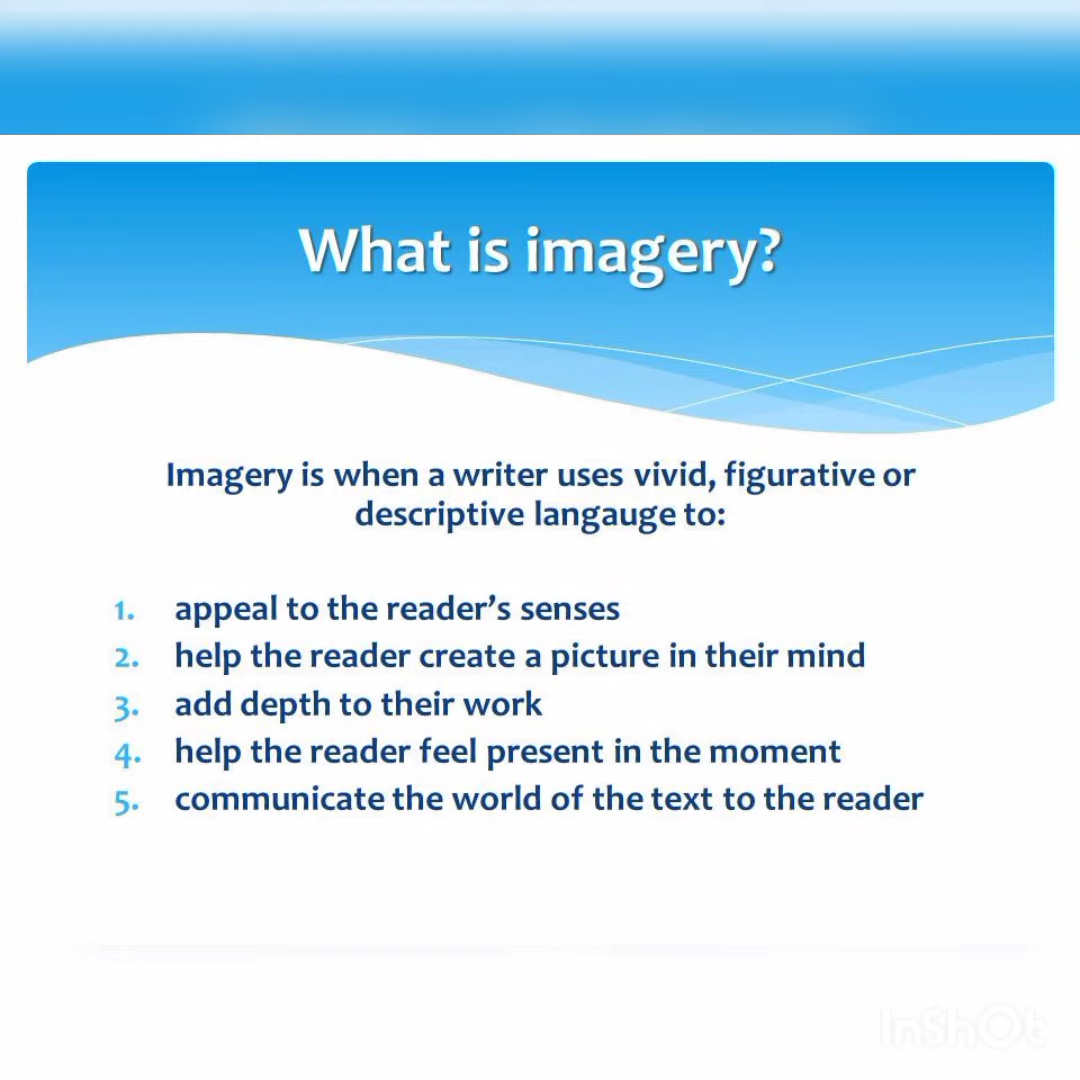 What is imagery?
Imagery is when a writer uses vivid, figurative or
descriptive langauge to:
1. appeal to the reader's senses
2. help the reader create a picture in their mind
3. add depth to their work
4. help the reader feel present in the moment
5. communicate the world of the text to the reader
InShOt